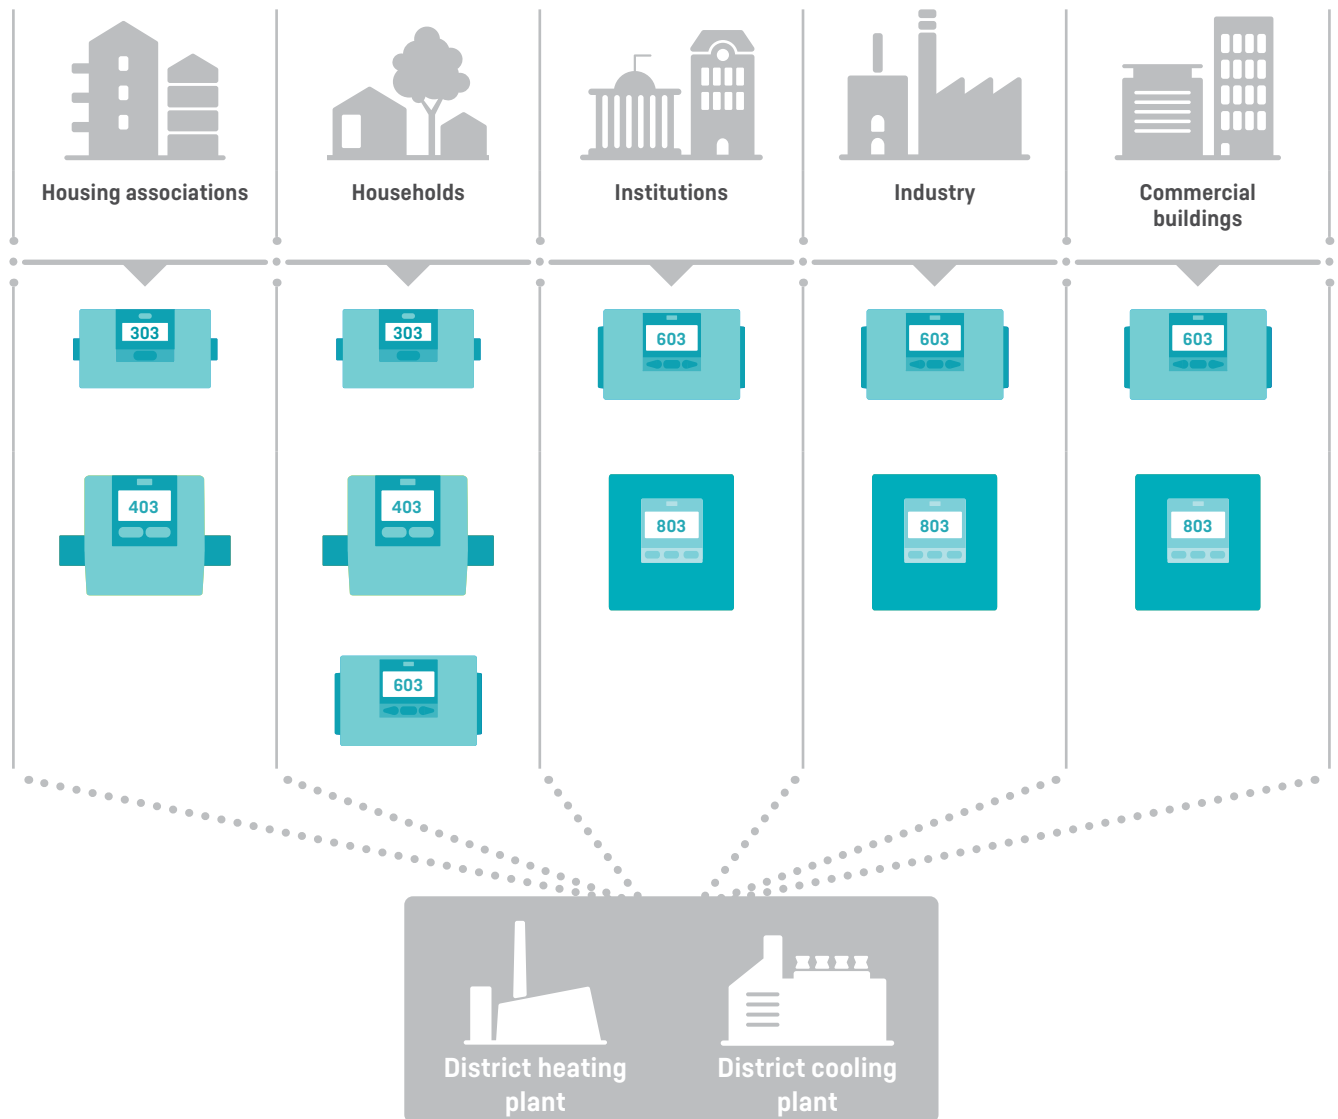 Housing associations
Households
Institutions
Industry
Commercial
buildings
303
303
603
603
603
403
403
803
803
803
603
District heating
plant
District cooling
plant